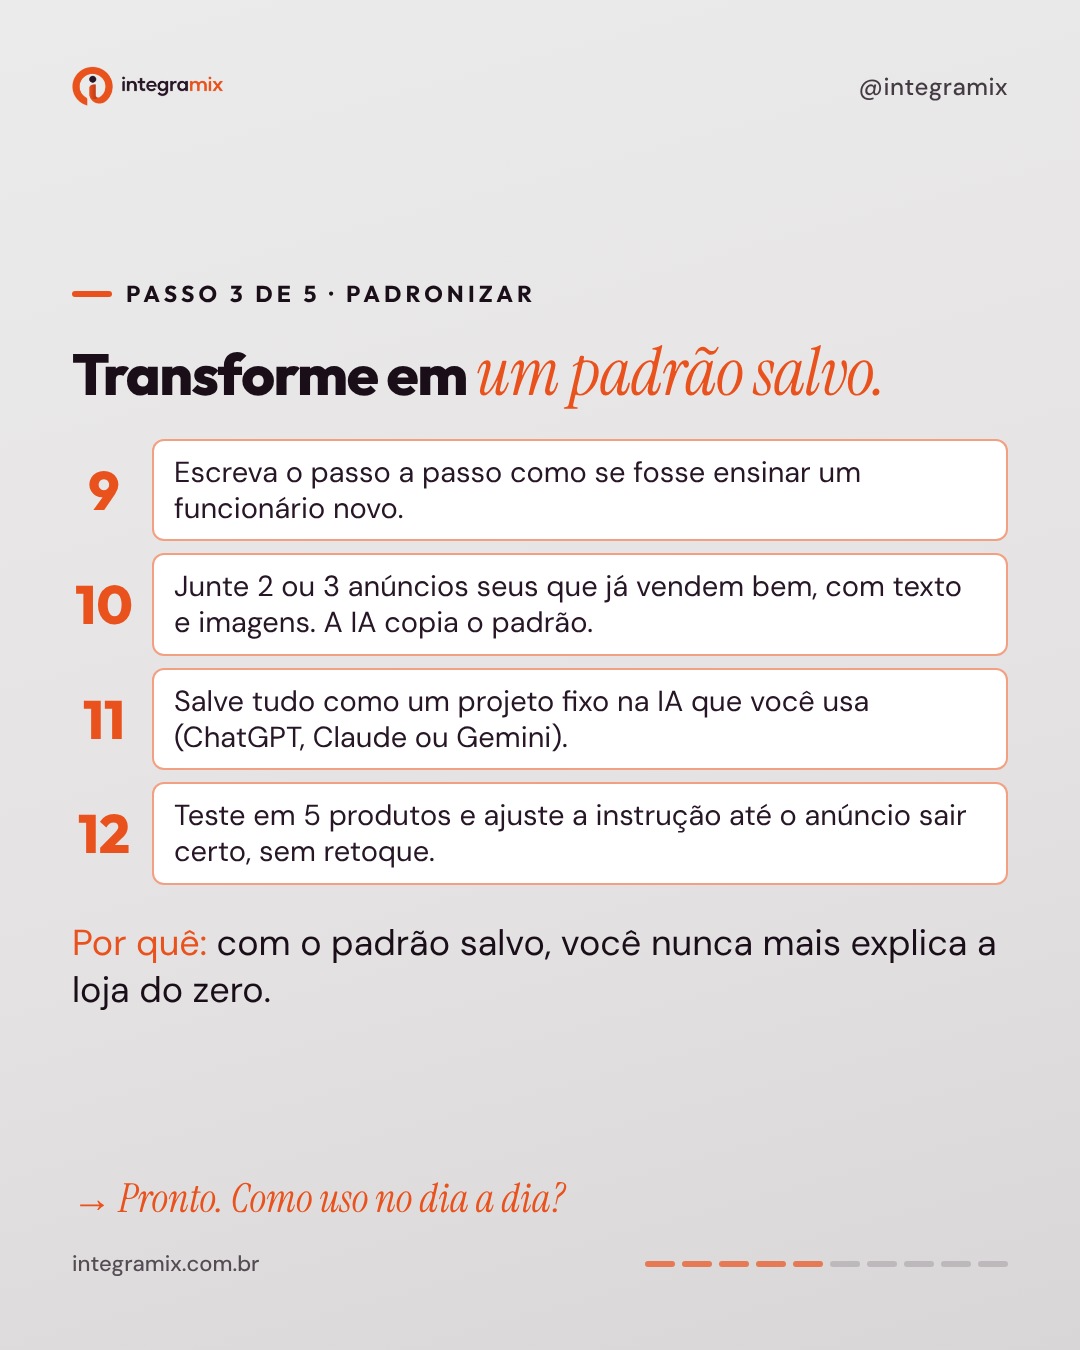 integramix
@integramix
PASSO 3 DE 5 · PADRONIZAR
Transforme em um padrão salvo.
9
Escreva o passo a passo como se fosse ensinar um
funcionário novo.
10
Junte 2 ou 3 anúncios seus que já vendem bem, com texto
e imagens. A IA copia o padrão.
11
Salve tudo como um projeto fixo na IA que você usa
(ChatGPT, Claude ou Gemini).
12
Teste em 5 produtos e ajuste a instrução até o anúncio sair
certo, sem retoque.
Por quê: com o padrão salvo, você nunca mais explica a
loja do zero.
→ Pronto. Como uso no dia a dia?
integramix.com.br